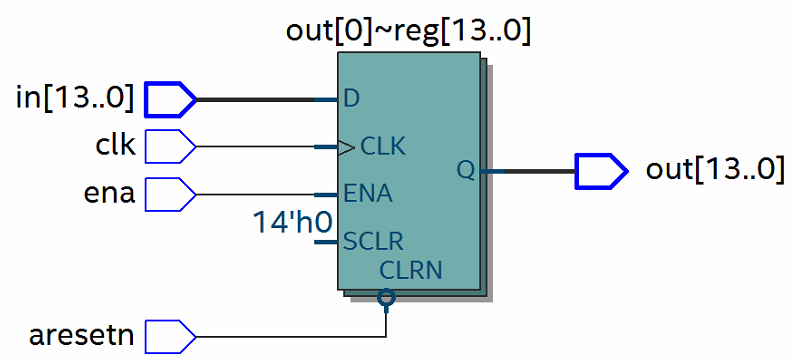 out[0]~reg[13..0]
in[13..0]
D
clk
CLK
Q
out[13..0]
ena
ENA
14'h0
SCLR
CLRN
aresetn